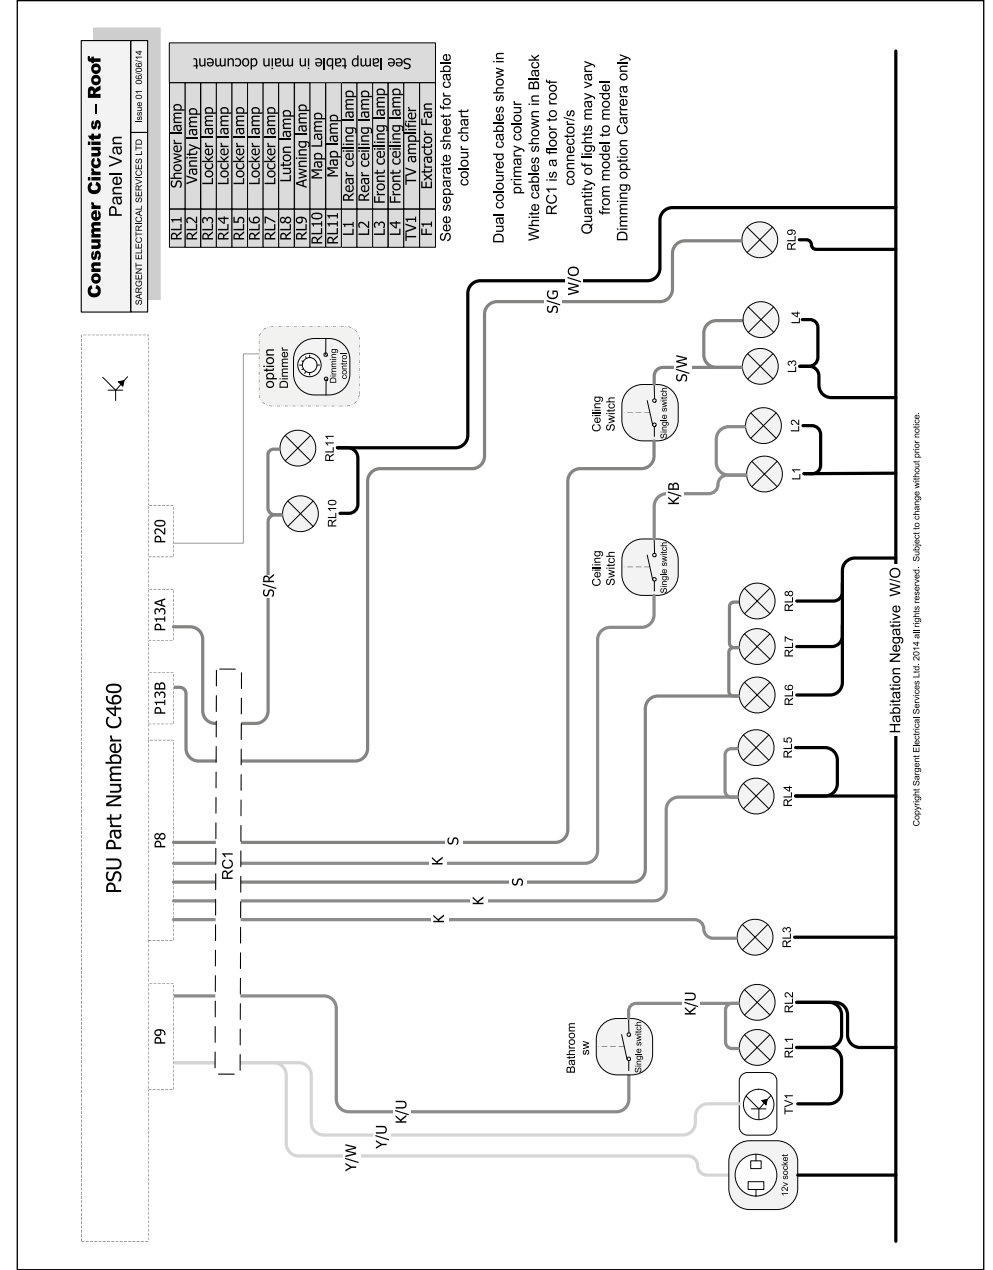 Consumer Circuits – Roof
Panel Van
SARGENT ELECTRICAL SERVICES LTD
Issue 01 06/06/14
RL1 Shower lamp
RL2 Vanity lamp
RL3 Locker lamp
RL4 Locker lamp
RL5 Locker lamp
RL6 Locker lamp
RL7 Locker lamp
RL8 Luton lamp
RL9 Awning lamp
RL10 Map Lamp
RL11 Map lamp
L1 Rear ceiling lamp
L2 Rear ceiling lamp
L3 Front ceiling lamp
L4 Front ceiling lamp
TV1 TV amplifier
F1 Extractor Fan
See lamp table in main document
See separate sheet for cable
colour chart
Dual coloured cables show in
primary colour
White cables shown in Black
RC1 is a floor to roof
connector/s
Quantity of lights may vary
from model to model
Dimming option Carrera only
PSU Part Number C460
P9
P8
P13B
P13A
P20
RC1
option
Dimmer
Dimming
control
S/R
RL10
RL11
S/G
W/O
S
K
S
K
K
K/U
Y/U
Y/W
Bathroom
sw
Single switch
K/U
Ceiling
Switch
Single switch
K/B
Ceiling
Switch
Single switch
S/W
12v socket
TV1
RL1
RL2
RL3
RL4
RL5
RL6
RL7
RL8
L1
L2
L3
L4
RL9
Habitation Negative W/O
Copyright Sargent Electrical Services Ltd. 2014 all rights reserved. Subject to change without prior notice.